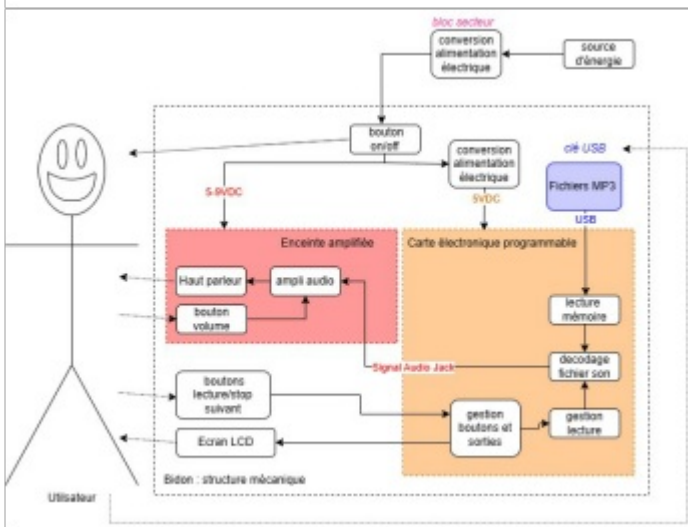 bloc secteur
conversion
alimentation
électrique
source
d'énergie
bouton
on/off
conversion
alimentation
électrique
clé USB
Fichiers MP3
5-9VDC
5VDC
USB
Enceinte amplifiée
Carte électronique programmable
Haut parleur
ampli audio
bouton
volume
lecture
mémoire
Signal Audio Jack
decodage
fichier son
boutons
lecture/stop
suivant
gestion
boutons et
sorties
gestion
lecture
Ecran LCD
Bidon : structure mécanique
Utilisateur